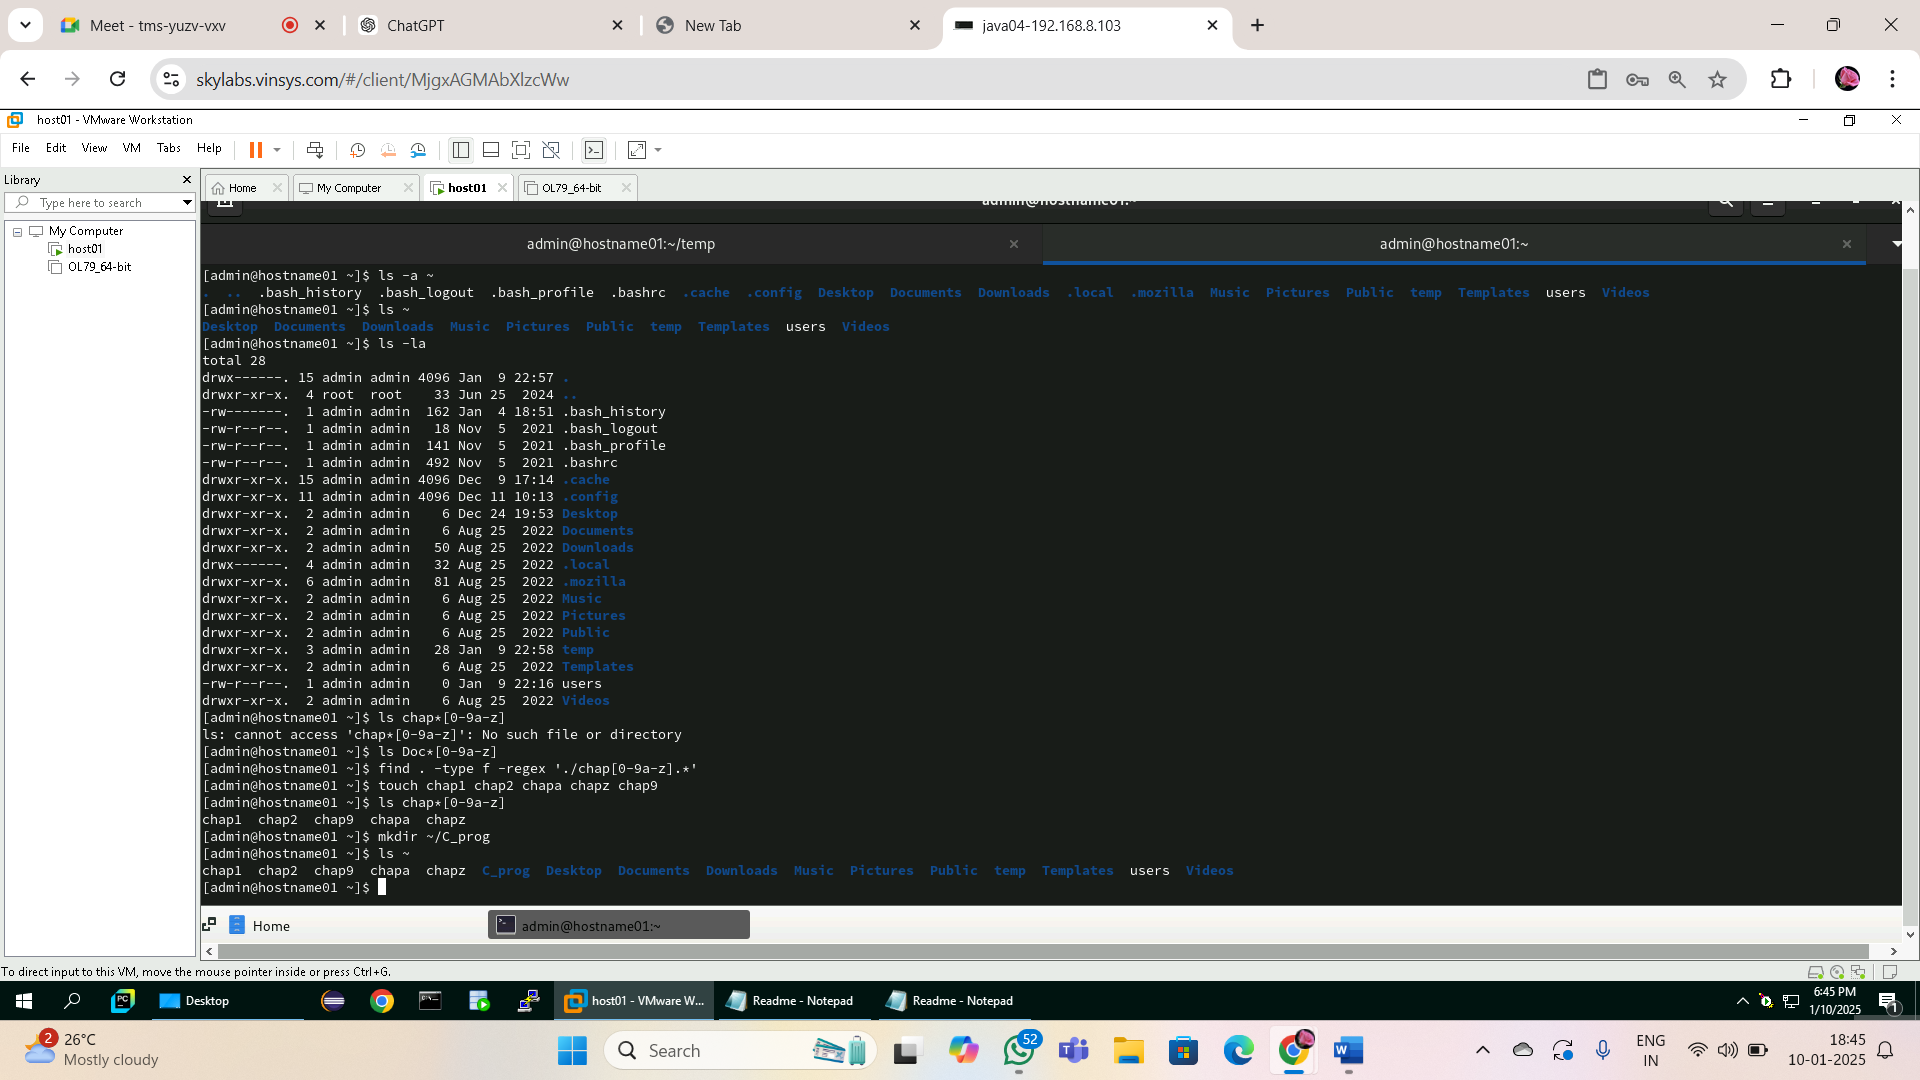 Meet - tms-yuzv-vxv
ChatGPT
New Tab
java04-192.168.8.103
skylabs.vinsys.com/#/client/MjgxAGMAbXlzcWw
host01 - VMware Workstation
File Edit View VM Tabs Help
Library
Home
My Computer
host01
OL79_64-bit
Type here to search
My Computer
host01
OL79_64-bit
admin@hostname01:~
admin@hostname01:~/temp
admin@hostname01:~
[admin@hostname01 ~]$ ls -a ~
. .. .bash_history .bash_logout .bash_profile .bashrc .cache .config Desktop Documents Downloads .local .mozilla Music Pictures Public temp Templates users Videos
[admin@hostname01 ~]$ ls ~
Desktop Documents Downloads Music Pictures Public temp Templates users Videos
[admin@hostname01 ~]$ ls -la
total 28
drwx------. 15 admin admin 4096 Jan  9 22:57 .
drwxr-xr-x.  4 root  root    33 Jun 25  2024 ..
-rw-------.  1 admin admin  162 Jan  4 18:51 .bash_history
-rw-r--r--.  1 admin admin   18 Nov  5  2021 .bash_logout
-rw-r--r--.  1 admin admin  141 Nov  5  2021 .bash_profile
-rw-r--r--.  1 admin admin  492 Nov  5  2021 .bashrc
drwxr-xr-x. 15 admin admin 4096 Dec  9 17:14 .cache
drwxr-xr-x. 11 admin admin 4096 Dec 11 10:13 .config
drwxr-xr-x.  2 admin admin    6 Dec 24 19:53 Desktop
drwxr-xr-x.  2 admin admin    6 Aug 25  2022 Documents
drwxr-xr-x.  2 admin admin   50 Aug 25  2022 Downloads
drwx------.  4 admin admin   32 Aug 25  2022 .local
drwxr-xr-x.  6 admin admin   81 Aug 25  2022 .mozilla
drwxr-xr-x.  2 admin admin    6 Aug 25  2022 Music
drwxr-xr-x.  2 admin admin    6 Aug 25  2022 Pictures
drwxr-xr-x.  2 admin admin    6 Aug 25  2022 Public
drwxr-xr-x.  3 admin admin   28 Jan  9 22:58 temp
drwxr-xr-x.  2 admin admin    6 Aug 25  2022 Templates
-rw-r--r--.  1 admin admin    0 Jan  9 22:16 users
drwxr-xr-x.  2 admin admin    6 Aug 25  2022 Videos
[admin@hostname01 ~]$ ls chap*[0-9a-z]
ls: cannot access 'chap*[0-9a-z]': No such file or directory
[admin@hostname01 ~]$ ls Doc*[0-9a-z]
[admin@hostname01 ~]$ find . -type f -regex './chap[0-9a-z].*'
[admin@hostname01 ~]$ touch chap1 chap2 chapa chapz chap9
[admin@hostname01 ~]$ ls chap*[0-9a-z]
chap1 chap2 chap9 chapa chapz
[admin@hostname01 ~]$ mkdir ~/C_prog
[admin@hostname01 ~]$ ls ~
chap1 chap2 chap9 chapa chapz C_prog Desktop Documents Downloads Music Pictures Public temp Templates users Videos
[admin@hostname01 ~]$
Home
admin@hostname01:~
To direct input to this VM, move the mouse pointer inside or press Ctrl+G.
PC
Desktop
host01 - VMware W...
Readme - Notepad
Readme - Notepad
6:45 PM
1/10/2025
1
2
26°C
Mostly cloudy
Search
52
W
ENG
IN
18:45
10-01-2025